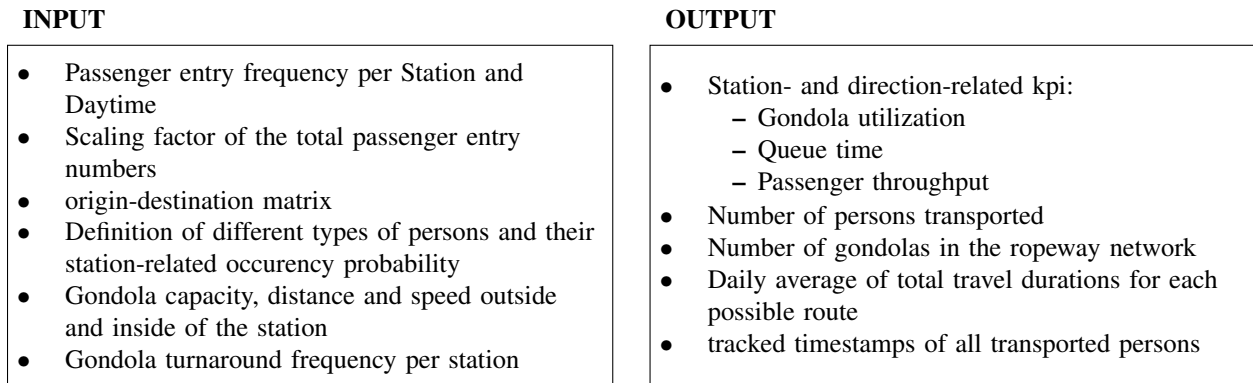 INPUT
• Passenger entry frequency per Station and
Daytime
• Scaling factor of the total passenger entry
numbers
• origin-destination matrix
• Definition of different types of persons and their
station-related occurency probability
• Gondola capacity, distance and speed outside
and inside of the station
• Gondola turnaround frequency per station
OUTPUT
• Station- and direction-related kpi:
– Gondola utilization
– Queue time
– Passenger throughput
• Number of persons transported
• Number of gondolas in the ropeway network
• Daily average of total travel durations for each
possible route
• tracked timestamps of all transported persons